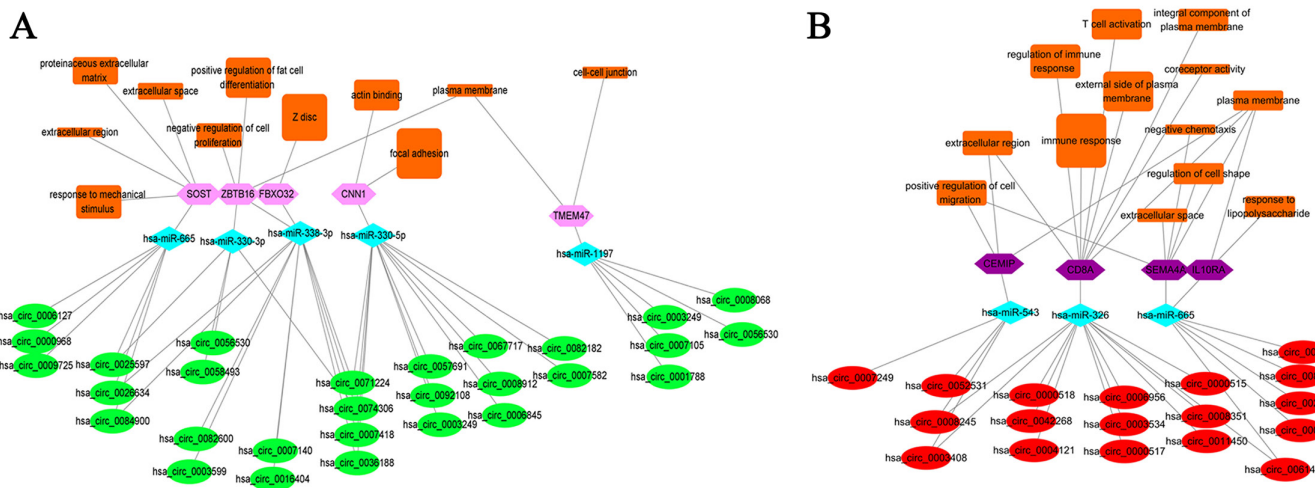 A
proteinaceous extracellular
matrix
positive regulation of fat cell
differentiation
extracellular space
actin binding
plasma membrane
cell-cell junction
Z disc
extracellular region
negative regulation of cell
proliferation
focal adhesion
response to mechanical
stimulus
SOST
ZBTB16
FBXO32
CNN1
TMEM47
hsa-miR-665
hsa-miR-330-3p
hsa-miR-338-3p
hsa-miR-330-5p
hsa-miR-1197
hsa_circ_0006127
hsa_circ_0000968
hsa_circ_0009725
hsa_circ_0025597
hsa_circ_0026634
hsa_circ_0084900
hsa_circ_0056530
hsa_circ_0058493
hsa_circ_0082600
hsa_circ_0003599
hsa_circ_0007140
hsa_circ_0016404
hsa_circ_0071224
hsa_circ_0074306
hsa_circ_0007418
hsa_circ_0036188
hsa_circ_0067717
hsa_circ_0057691
hsa_circ_0092108
hsa_circ_0003249
hsa_circ_0008912
hsa_circ_0006845
hsa_circ_0082182
hsa_circ_0007582
hsa_circ_0008068
hsa_circ_0003249
hsa_circ_0056530
hsa_circ_0007105
hsa_circ_0001788
B
T cell activation
integral component of
plasma membrane
regulation of immune
response
coreceptor activity
external side of plasma
membrane
plasma membrane
negative chemotaxis
immune response
extracellular region
regulation of cell shape
positive regulation of cell
migration
extracellular space
response to
lipopolysaccharide
CEMIP
CD8A
SEMA4A
IL10RA
hsa-miR-543
hsa-miR-326
hsa-miR-665
hsa_circ_0007249
hsa_circ_0052531
hsa_circ_0008245
hsa_circ_0003408
hsa_circ_0000518
hsa_circ_0042268
hsa_circ_0004121
hsa_circ_0006956
hsa_circ_0003534
hsa_circ_0000517
hsa_circ_0000515
hsa_circ_0008351
hsa_circ_0011450